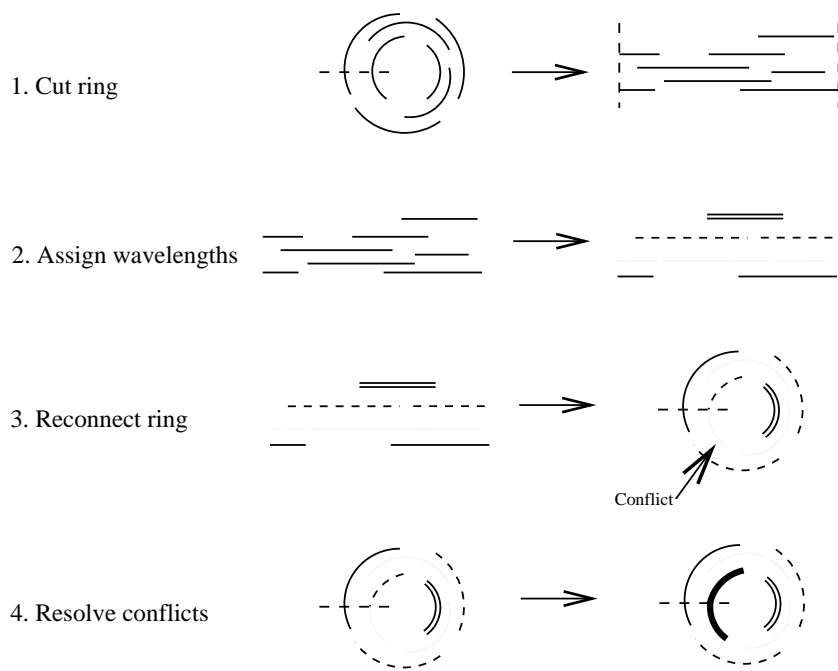 1. Cut ring
2. Assign wavelengths
3. Reconnect ring
Conflict
4. Resolve conflicts